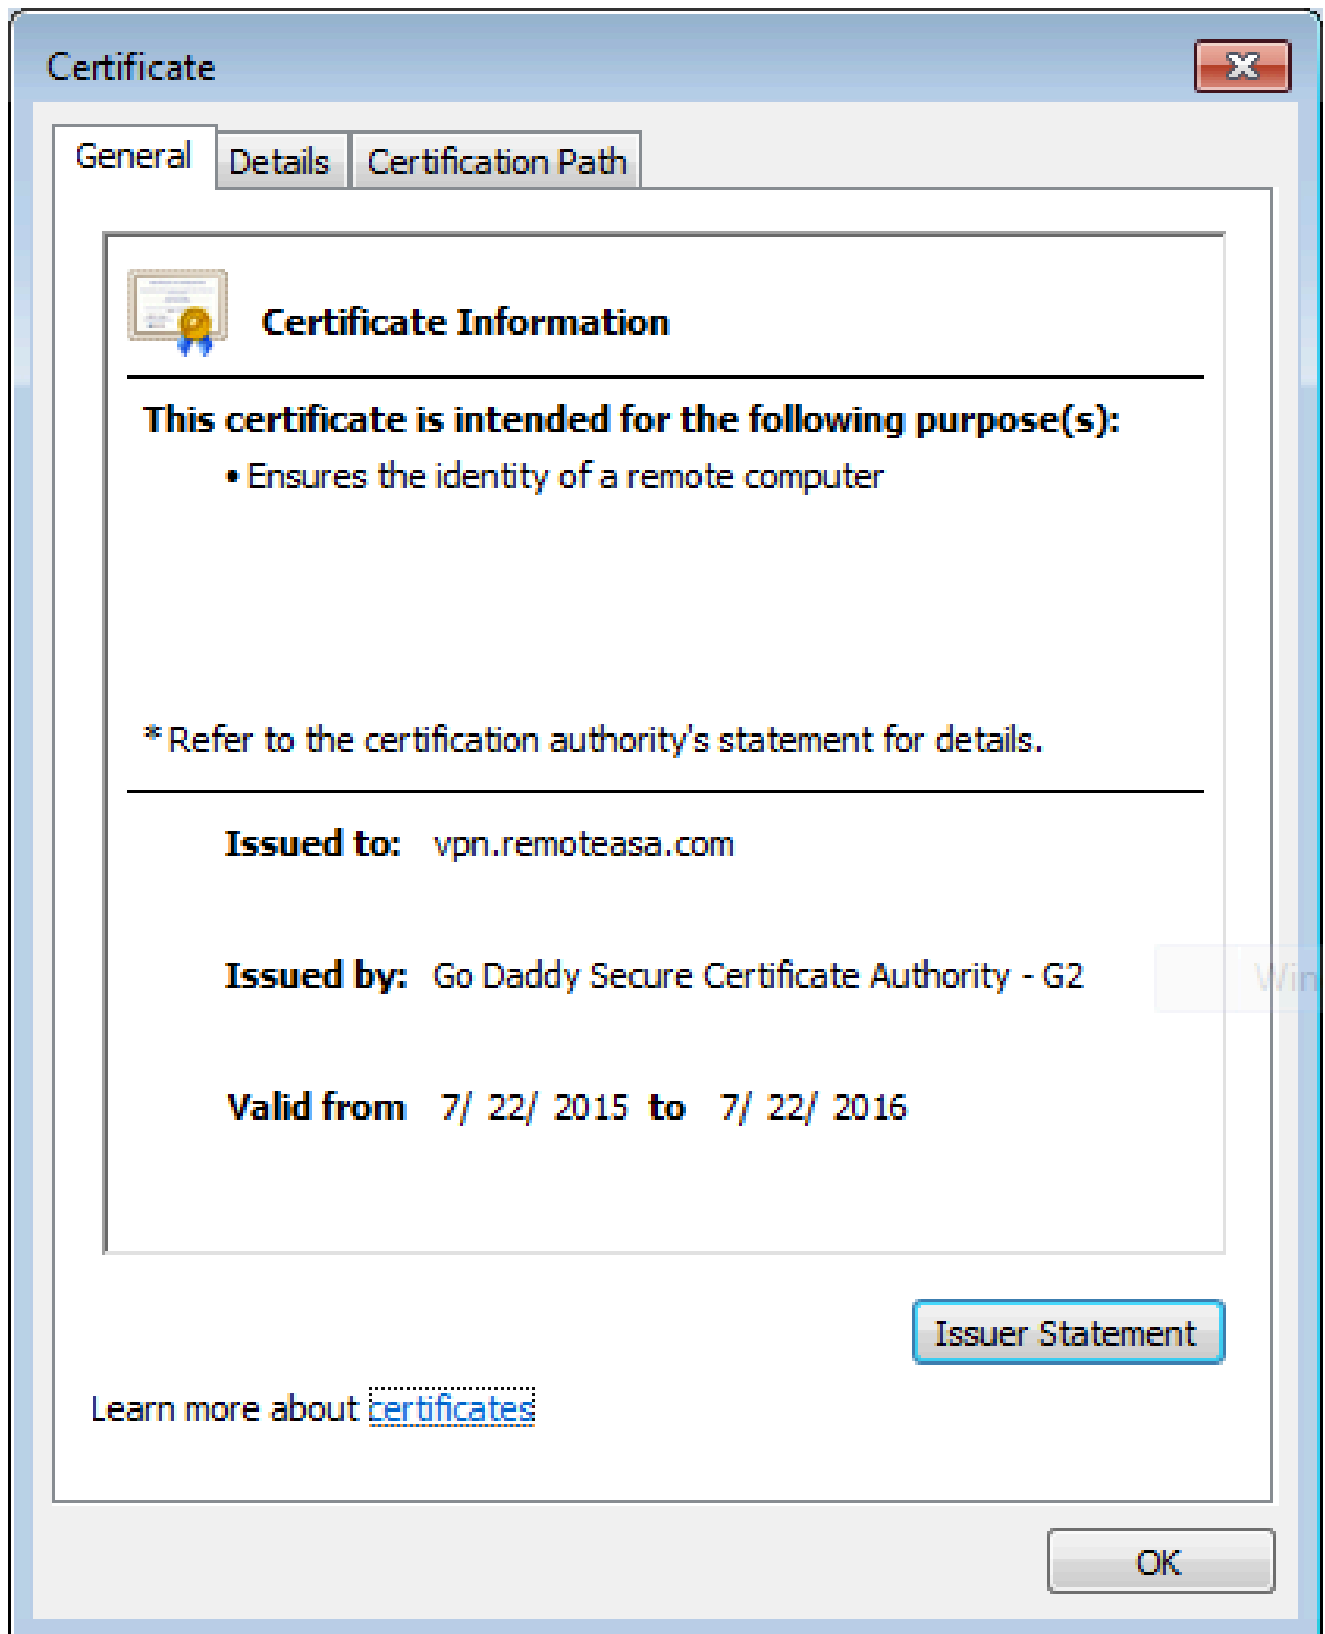 Certificate
General Details Certification Path
Certificate Information
This certificate is intended for the following purpose(s):
• Ensures the identity of a remote computer
* Refer to the certification authority's statement for details.
Issued to: vpn.remoteasa.com
Issued by: Go Daddy Secure Certificate Authority - G2
Win
Valid from 7/ 22/ 2015 to 7/ 22/ 2016
Issuer Statement
Learn more about certificates
OK